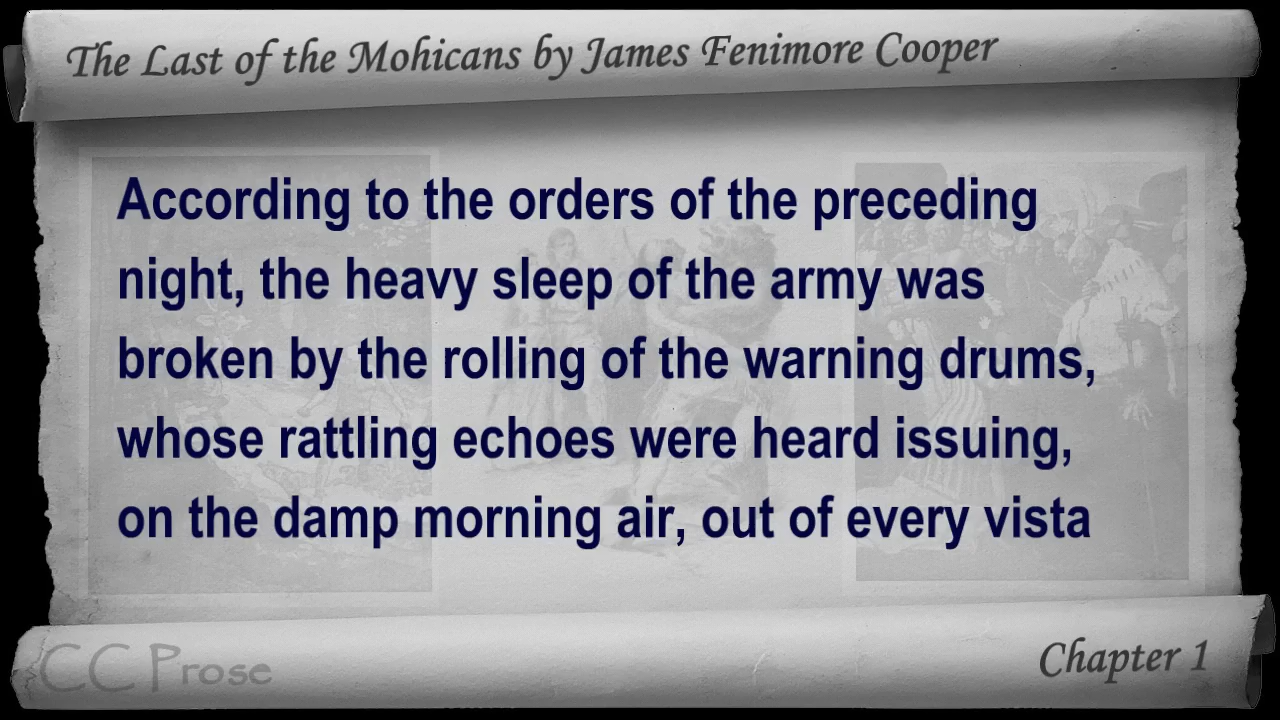 The Last of the Mohicans by James Fenimore Cooper
According to the orders of the preceding
night, the heavy sleep of the army was
broken by the rolling of the warning drums,
whose rattling echoes were heard issuing,
on the damp morning air, out of every vista
CC Prose
Chapter 1